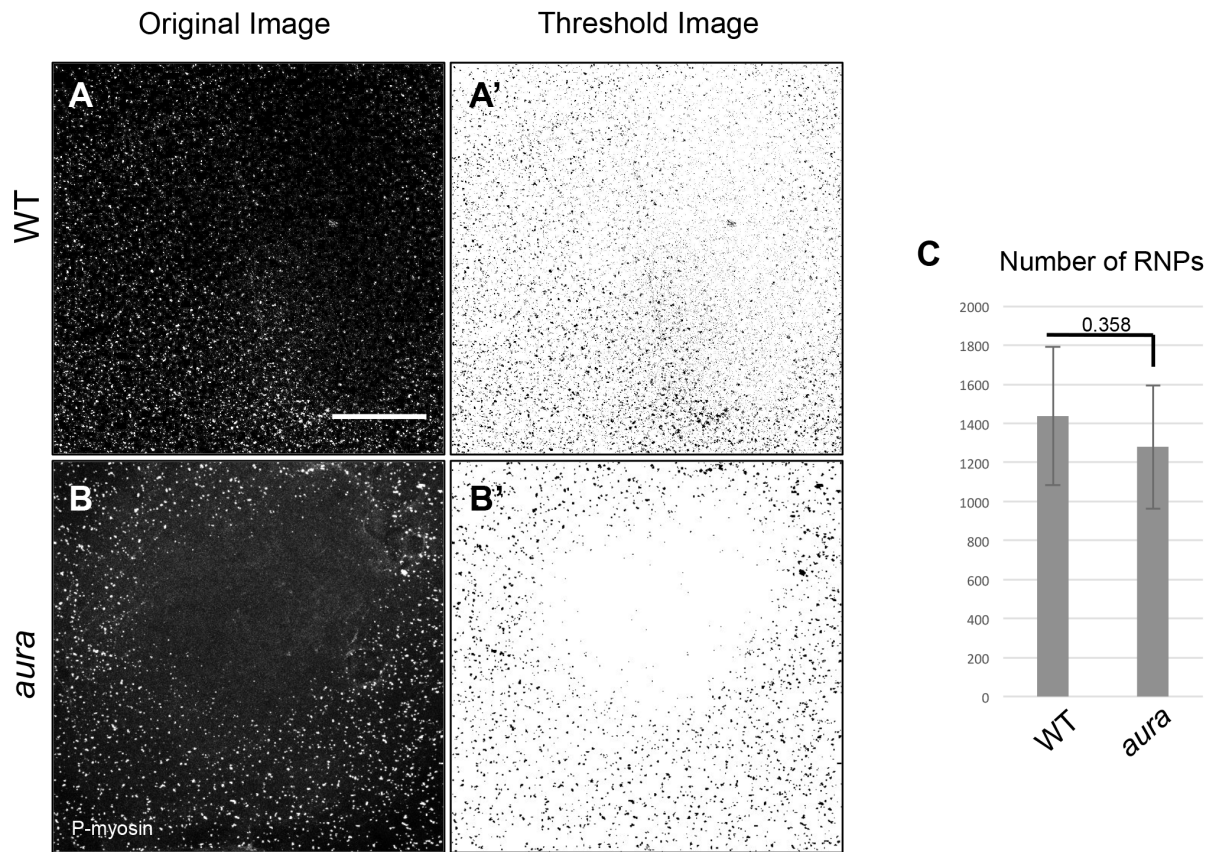 Original Image
Threshold Image
WT
A
A’
aura
B
P-myosin
B’
C
Number of RNPs
2000
1800
1600
1400
1200
1000
800
600
400
200
0
0.358
WT
aura